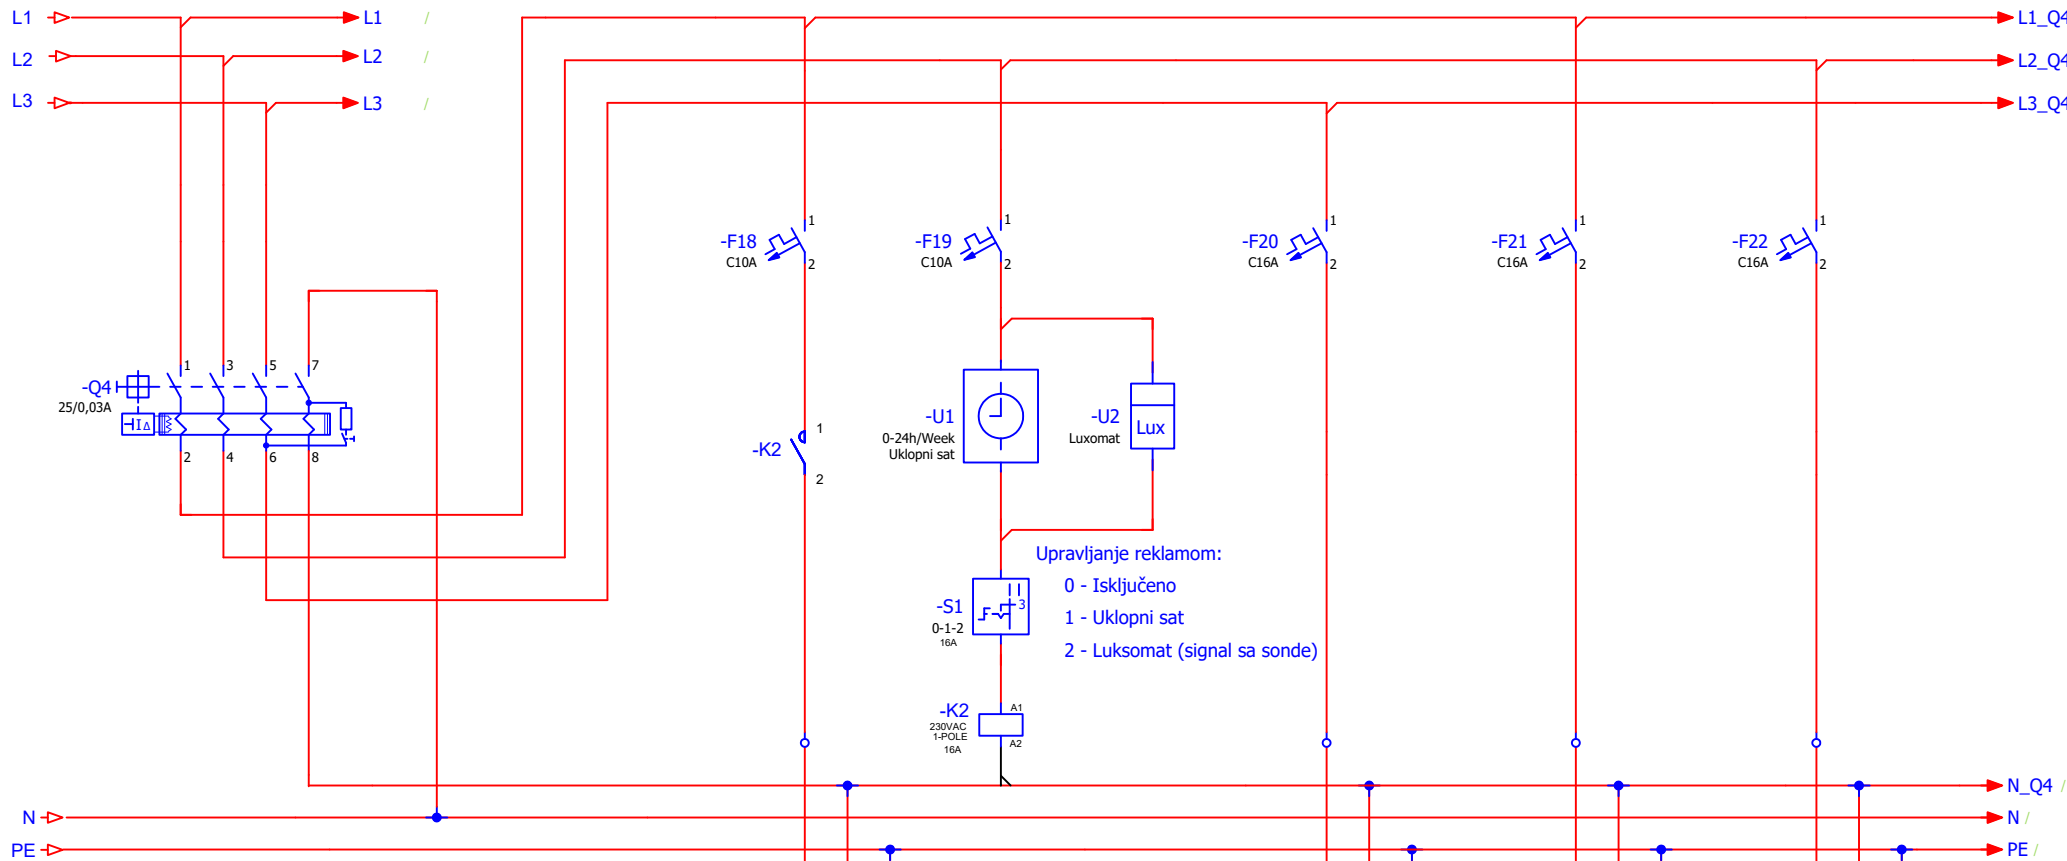 L1 L1 / L1_Q4
L2 L2 / L2_Q4
L3 L3 / L3_Q4
-F18 C10A 1 2
-F19 C10A 1 2
-F20 C16A 1 2
-F21 C16A 1 2
-F22 C16A 1 2
-Q4 25/0,03A
1 3 5 7
I Δ
2 4 6 8
-K2 1 2
-U1
0-24h/Week
Uklopni sat
-U2
Luxomat
Lux
Upravljanje reklamom:
0 - Isključeno
1 - Uklopni sat
2 - Luksomat (signal sa sonde)
-S1
0-1-2
16A
3
-K2
230VAC
1-POLE
16A
A1
A2
N_Q4 /
N N /
PE PE /